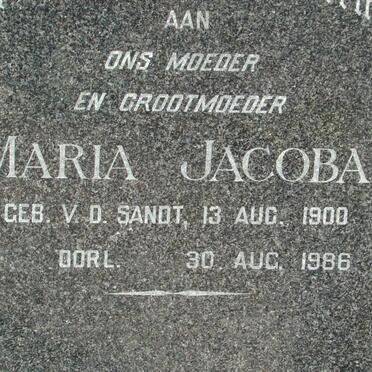 AAN
ONS MOEDER
EN GROOTMOEDER
MARIA JACOBA
GEB. V. D. SANDT, 13 AUG. 1900
OORL. 30 AUG. 1986